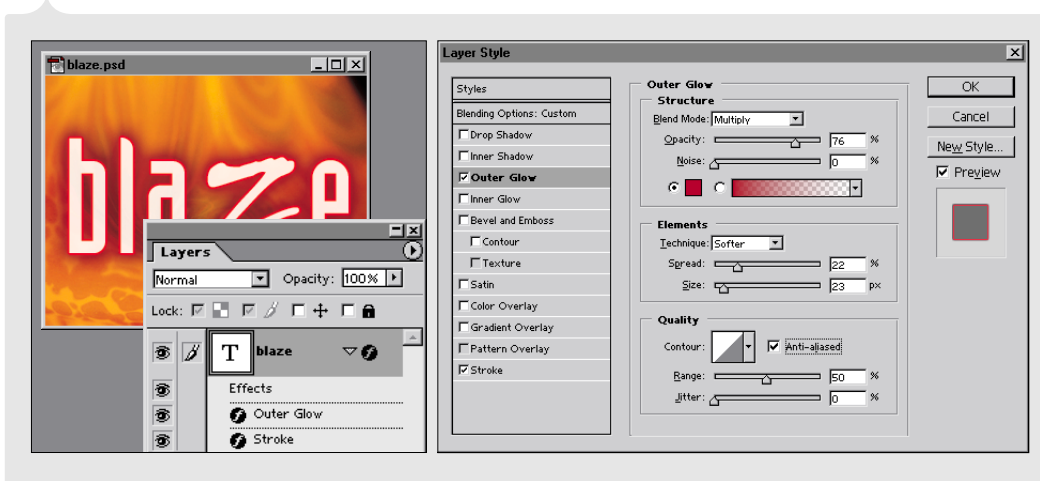 blaze.psd
blaze
Layers
Normal
Opacity: 100%
Lock:
T blaze
Effects
Outer Glow
Stroke
Layer Style
Styles
Blending Options: Custom
Drop Shadow
Inner Shadow
Outer Glow
Inner Glow
Bevel and Emboss
Contour
Texture
Satin
Color Overlay
Gradient Overlay
Pattern Overlay
Stroke
Outer Glow
Structure
Blend Mode: Multiply
Opacity: 76 %
Noise: 0 %
Elements
Technique: Softer
Spread: 22 %
Size: 23 px
Quality
Contour: Anti-aliased
Range: 50 %
Jitter: 0 %
OK
Cancel
New Style...
Preview